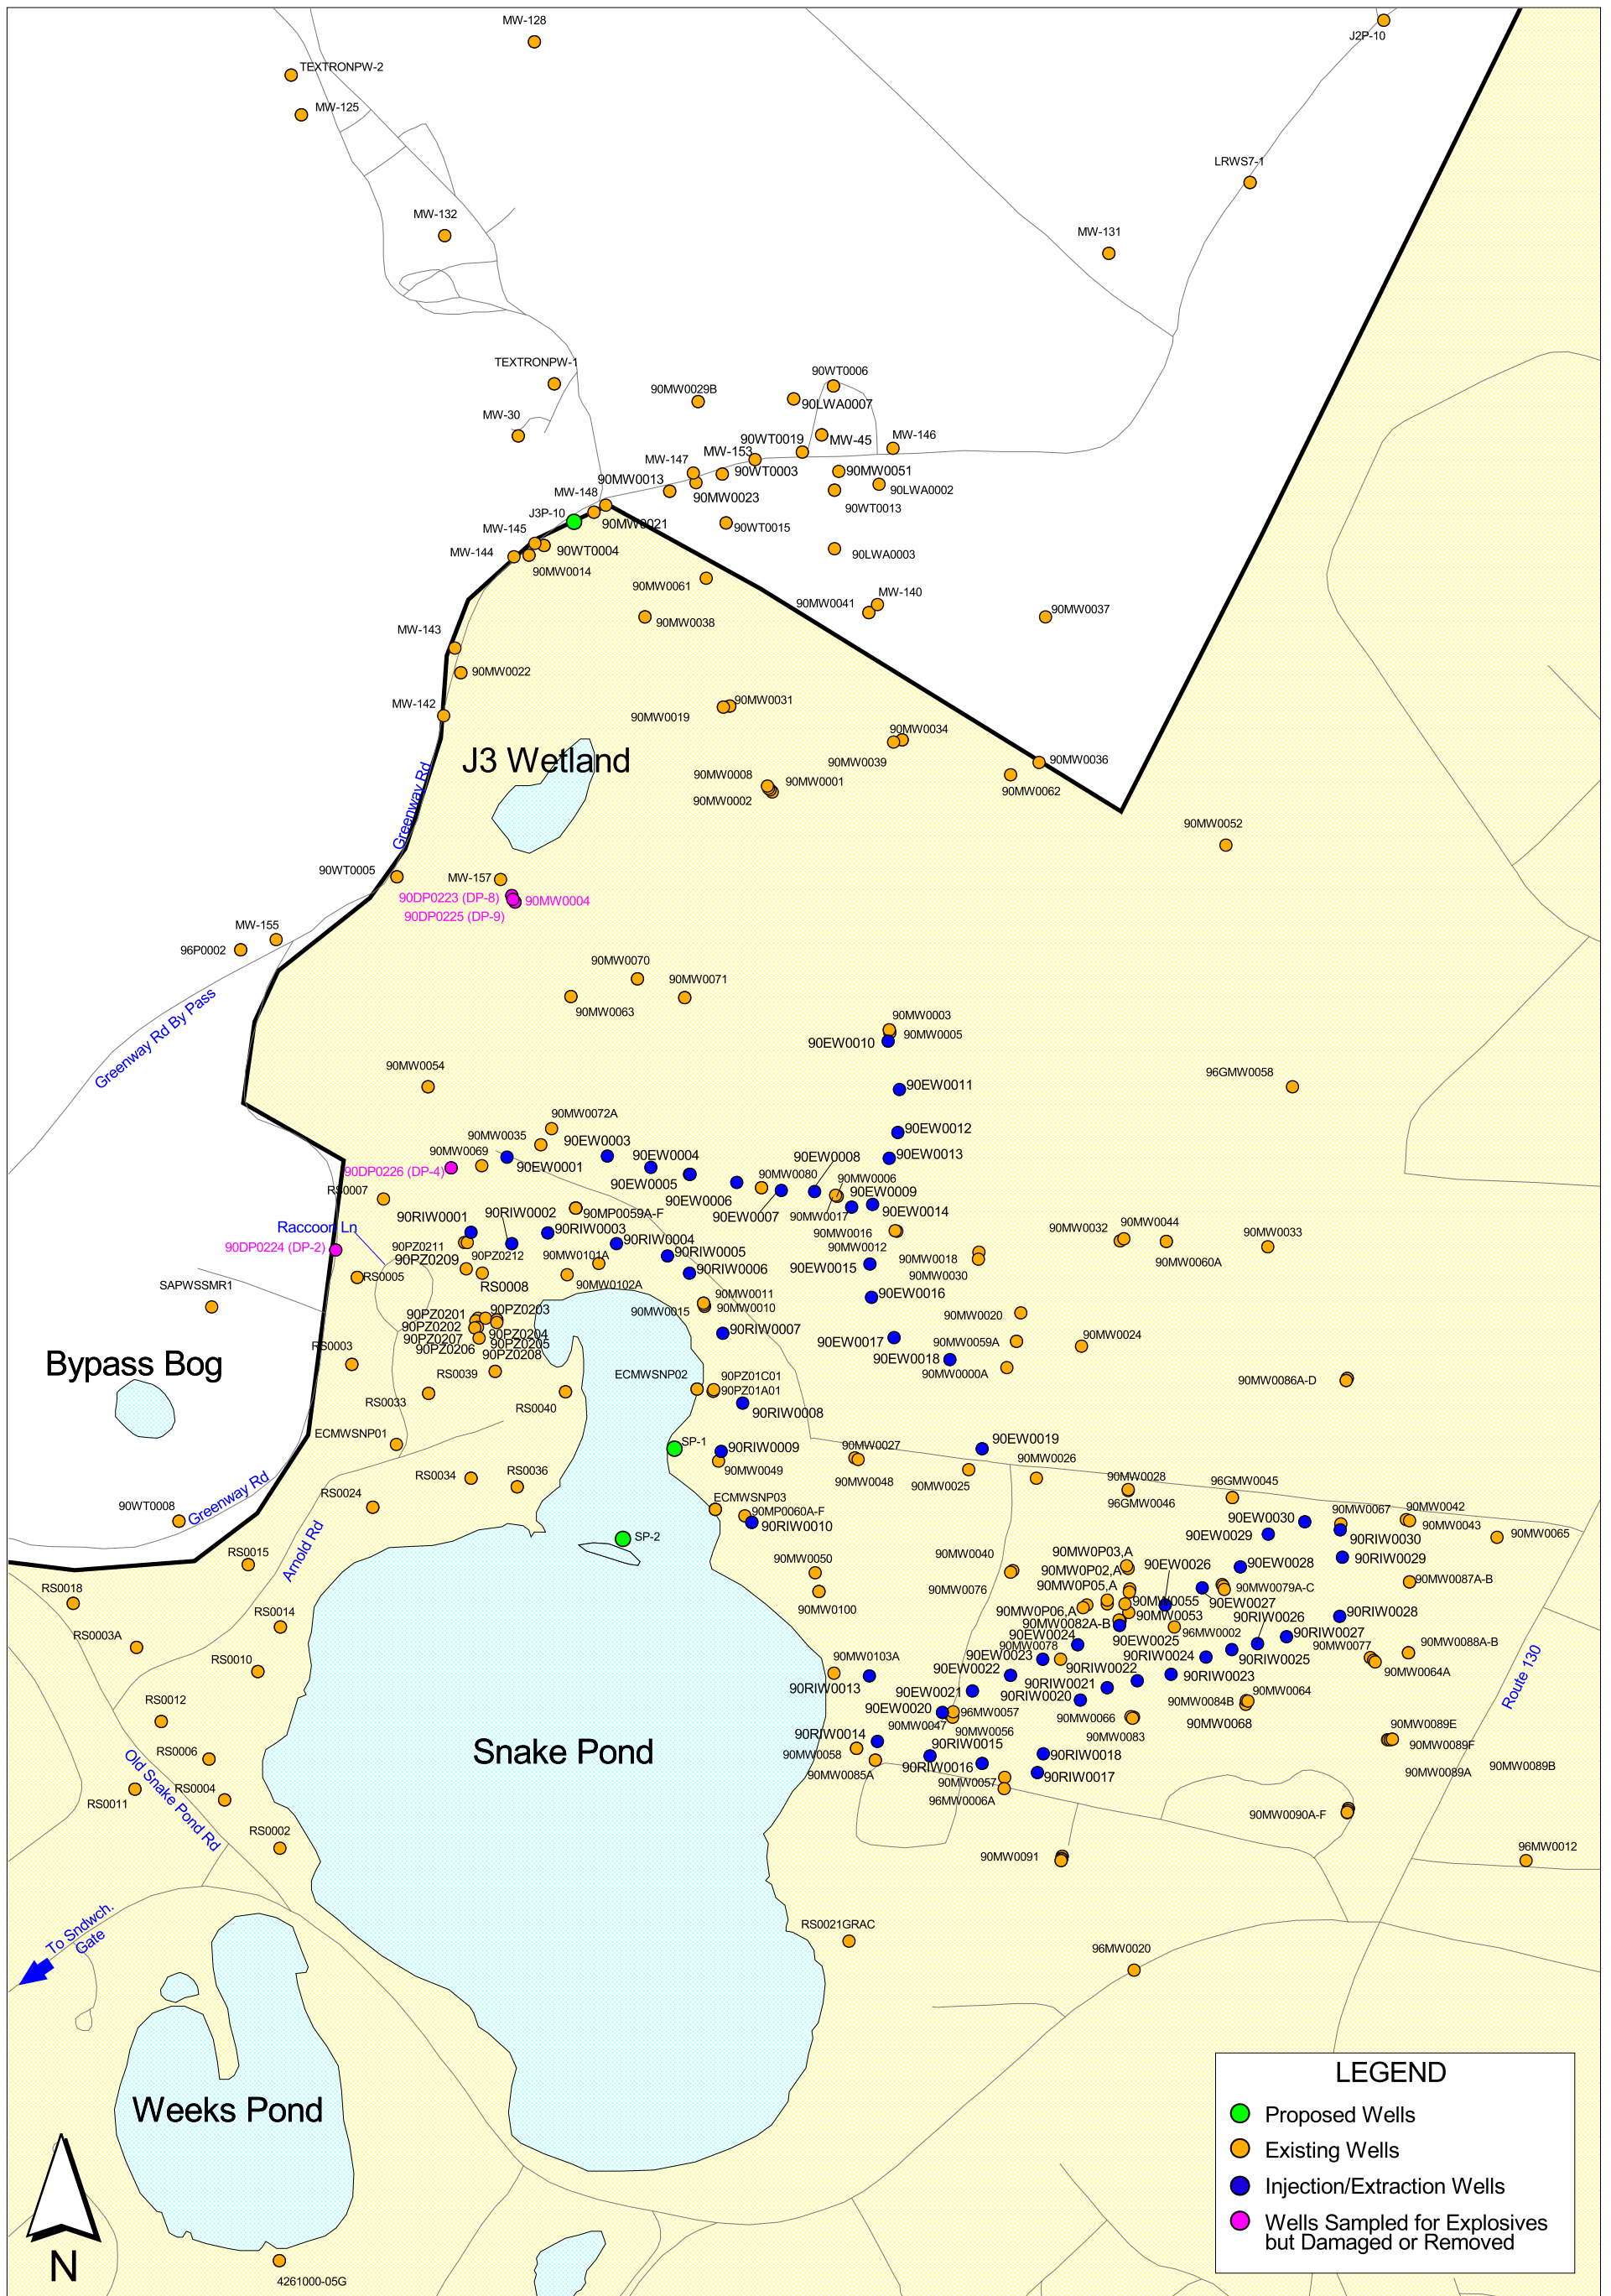 MW-128
J2P-10
TEXTRONPW-2
MW-125
LRWS7-1
MW-132
MW-131
TEXTRONPW-1
90WT0006
90MW0029B
90LWA0007
MW-30
90WT0019
MW-45
MW-146
MW-153
MW-147
90WT0003
90MW0051
90MW0013
90LWA0002
MW-148
90MW0023
90WT0013
J3P-10
90MW0021
90WT0015
MW-145
MW-144
90WT0004
90LWA0003
90MW0014
90MW0061
MW-140
90MW0041
90MW0037
90MW0038
MW-143
90MW0022
90MW0031
MW-142
90MW0019
90MW0034
J3 Wetland
90MW0039
90MW0036
90MW0008
90MW0001
90MW0062
90MW0002
Greenway Rd
90MW0052
90WT0005
MW-157
90DP0223 (DP-8)
90MW0004
90DP0225 (DP-9)
MW-155
96P0002
90MW0070
90MW0071
90MW0063
Greenway Rd By Pass
90MW0003
90MW0005
90EW0010
90MW0054
90EW0011
96GMW0058
90MW0072A
90EW0012
90MW0035
90EW0003
90MW0069
90EW0004
90EW0008
90EW0013
90DP0226 (DP-4)
90EW0001
90EW0005
90MW0080
90MW0006
RS0007
90EW0006
90EW0009
90RIW0002
90MP0059A-F
90EW0007
90MW0017
90EW0014
90RIW0001
Raccoon Ln
90RIW0003
90MW0016
90MW0032
90MW0044
90MW0033
90DP0224 (DP-2)
90PZ0211
90RIW0004
90MW0012
90PZ0212
90MW0101A
90RIW0005
90MW0018
90MW0060A
90PZ0209
90EW0015
90RIW0006
90MW0030
RS0005
RS0008
90MW0102A
SAPWSSMR1
90MW0011
90EW0016
90PZ0201
90PZ0203
90MW0015
90MW0010
90MW0020
90PZ0202
90PZ0204
90RIW0007
90PZ0207
90PZ0205
90EW0017
90MW0059A
90MW0024
RS0003
90PZ0206
90PZ0208
90EW0018
Bypass Bog
RS0039
ECMWSNP02
90PZ01C01
90MW0000A
90MW0086A-D
90PZ01A01
RS0033
RS0040
90RIW0008
ECMWSNP01
SP-1
90RIW0009
90EW0019
90MW0027
90MW0049
90MW0026
RS0034
RS0036
90MW0048
90MW0025
90MW0028
96GMW0045
Greenway Rd
RS0024
ECMWSNP03
96GMW0046
90MP0060A-F
90MW0067
90MW0042
90WT0008
90RIW0010
90EW0030
90MW0043
90EW0029
90MW0065
SP-2
90RIW0030
Arnold Rd
RS0015
90MW0040
90MW0P03,A
90RIW0029
90MW0050
90MW0P02,A
90EW0026
90EW0028
90MW0087A-B
90MW0076
90MW0P05,A
90MW0079A-C
RS0018
90MW0100
90MW0055
90EW0027
90MW0P06,A
90MW0053
90RIW0026
90RIW0028
RS0014
90MW0082A-B
96MW0002
90RIW0027
RS0003A
90EW0024
90EW0025
90MW0078
90MW0077
90MW0088A-B
90EW0023
90RIW0024
90RIW0025
RS0010
90MW0103A
90RIW0022
90MW0064A
90EW0022
90RIW0023
90RIW0013
90RIW0021
90EW0021
90RIW0020
90MW0064
Route 130
RS0012
90EW0020
96MW0057
90MW0084B
90MW0047
90MW0066
90MW0068
90MW0056
90MW0083
90MW0089E
90RIW0014
90RIW0015
90MW0089F
Snake Pond
RS0006
90MW0058
90RIW0018
90RIW0016
90MW0089B
90MW0085A
90MW0089A
90MW0057
90RIW0017
Old Snake Pond Rd
RS0011
RS0004
96MW0006A
90MW0090A-F
RS0002
96MW0012
90MW0091
To Sndwch.
Gate
RS0021GRAC
96MW0020
Weeks Pond
LEGEND
Proposed Wells
Existing Wells
Injection/Extraction Wells
Wells Sampled for Explosives
but Damaged or Removed
N
4261000-05G